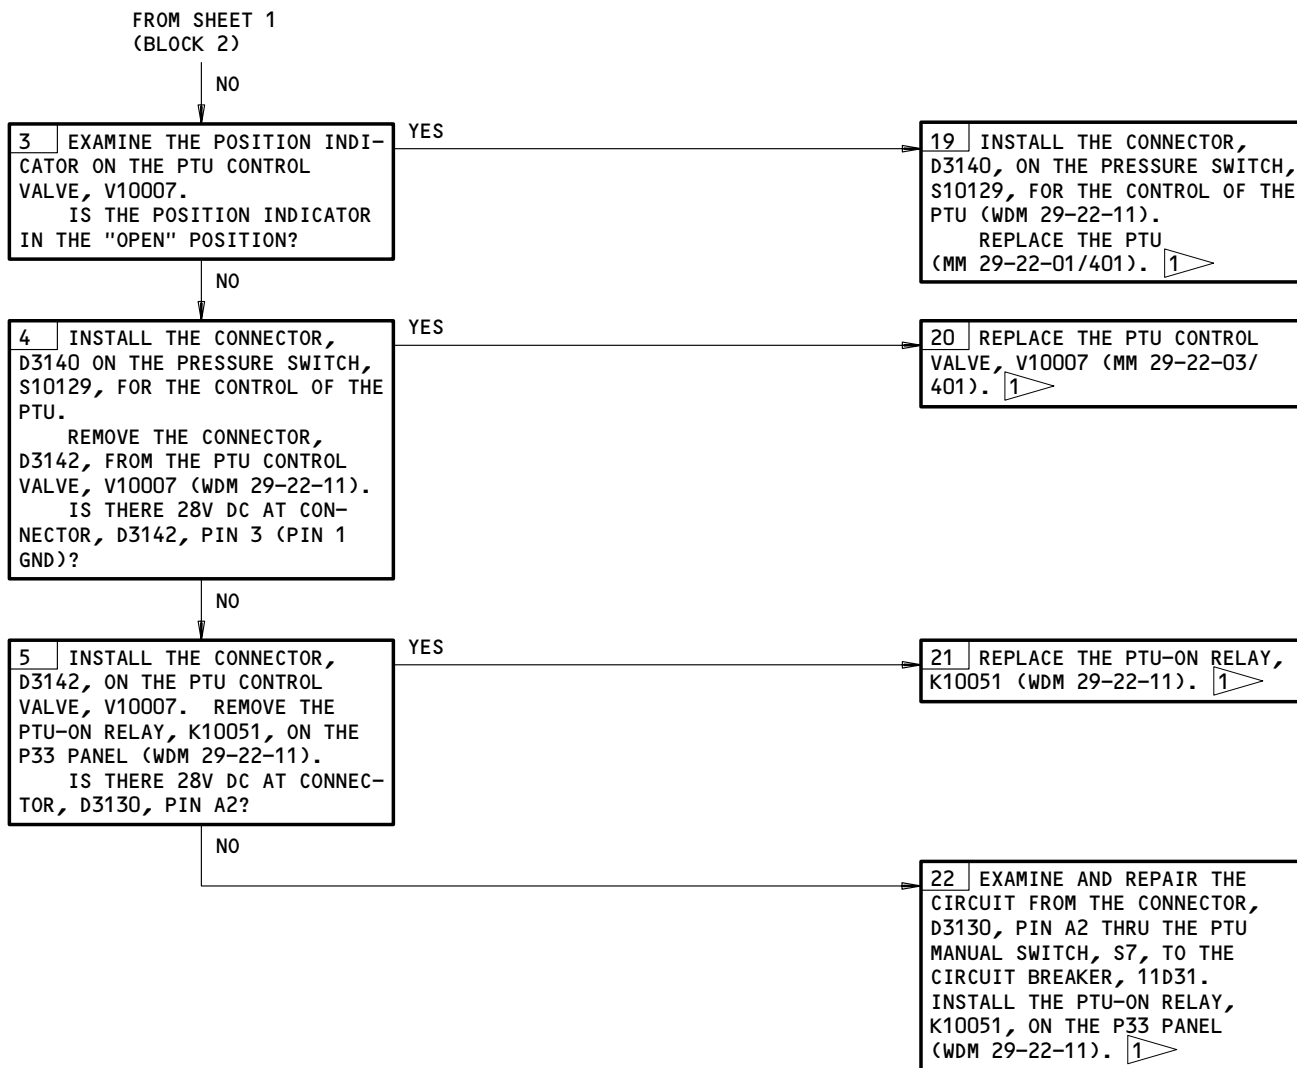 FROM SHEET 1
(BLOCK 2)
NO
3 EXAMINE THE POSITION INDI-
CATOR ON THE PTU CONTROL
VALVE, V10007.
IS THE POSITION INDICATOR
IN THE "OPEN" POSITION?
YES
19 INSTALL THE CONNECTOR,
D3140, ON THE PRESSURE SWITCH,
S10129, FOR THE CONTROL OF THE
PTU (WDM 29-22-11).
REPLACE THE PTU
(MM 29-22-01/401). 1
NO
4 INSTALL THE CONNECTOR,
D3140 ON THE PRESSURE SWITCH,
S10129, FOR THE CONTROL OF THE
PTU.
REMOVE THE CONNECTOR,
D3142, FROM THE PTU CONTROL
VALVE, V10007 (WDM 29-22-11).
IS THERE 28V DC AT CON-
NECTOR, D3142, PIN 3 (PIN 1
GND)?
YES
20 REPLACE THE PTU CONTROL
VALVE, V10007 (MM 29-22-03/
401). 1
NO
5 INSTALL THE CONNECTOR,
D3142, ON THE PTU CONTROL
VALVE, V10007. REMOVE THE
PTU-ON RELAY, K10051, ON THE
P33 PANEL (WDM 29-22-11).
IS THERE 28V DC AT CONNEC-
TOR, D3130, PIN A2?
YES
21 REPLACE THE PTU-ON RELAY,
K10051 (WDM 29-22-11). 1
NO
22 EXAMINE AND REPAIR THE
CIRCUIT FROM THE CONNECTOR,
D3130, PIN A2 THRU THE PTU
MANUAL SWITCH, S7, TO THE
CIRCUIT BREAKER, 11D31.
INSTALL THE PTU-ON RELAY,
K10051, ON THE P33 PANEL
(WDM 29-22-11). 1